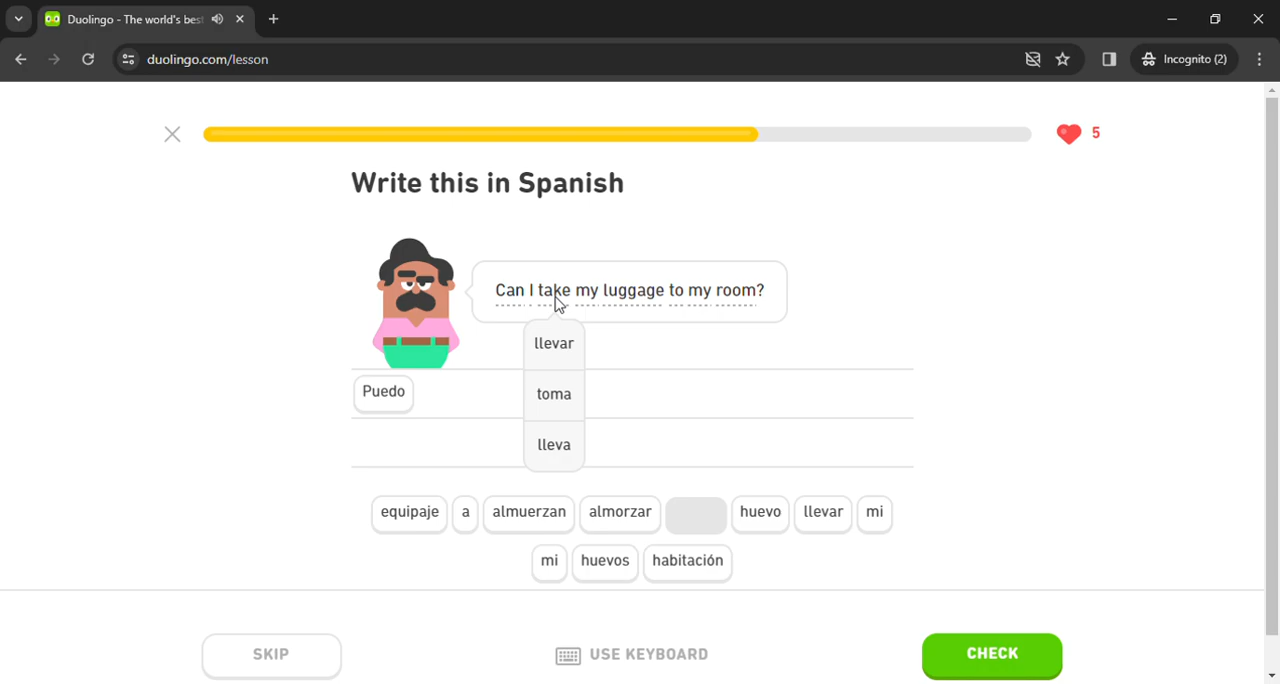 Duolingo - The world's bes
duolingo.com/lesson
Incognito (2)
5
Write this in Spanish
Can I take my luggage to my room?
llevar
toma
lleva
Puedo
equipaje a almuerzan almorzar huevo llevar mi
mi huevos habitación
SKIP USE KEYBOARD CHECK